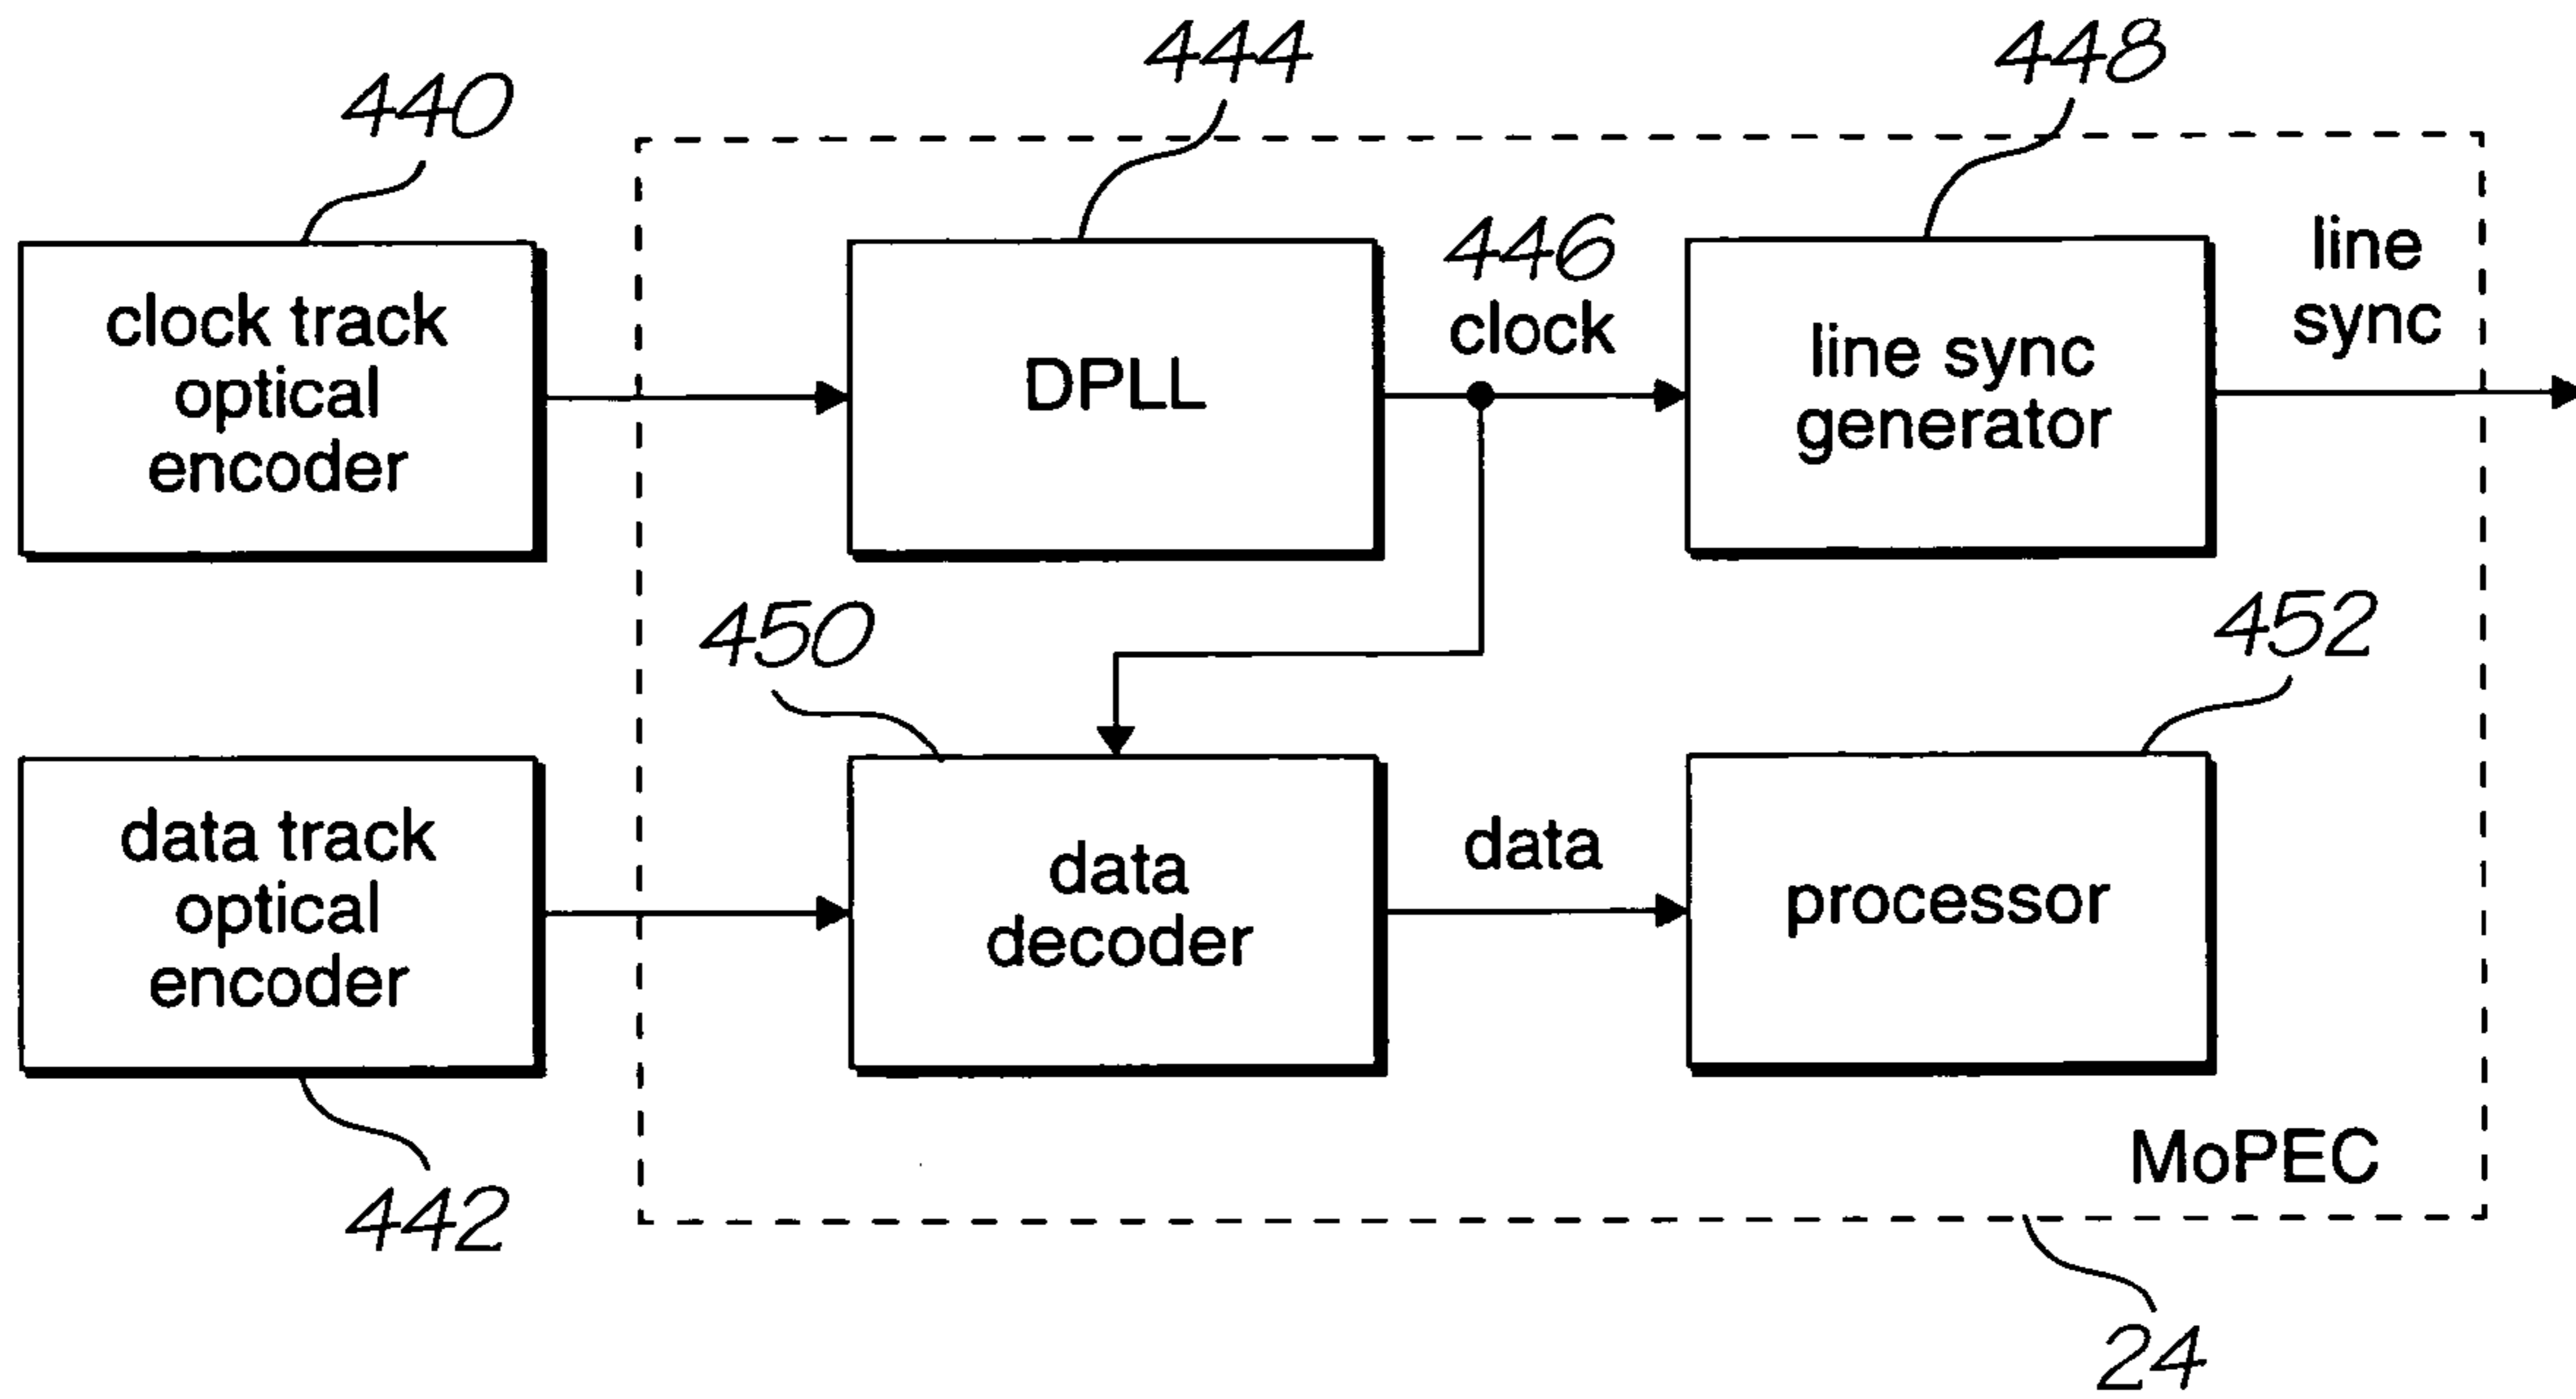 444
448
440
446
clock
line
sync
clock track
optical
encoder
DPLL
line sync
generator
450
452
data track
optical
encoder
data
decoder
data
processor
MoPEC
442
24